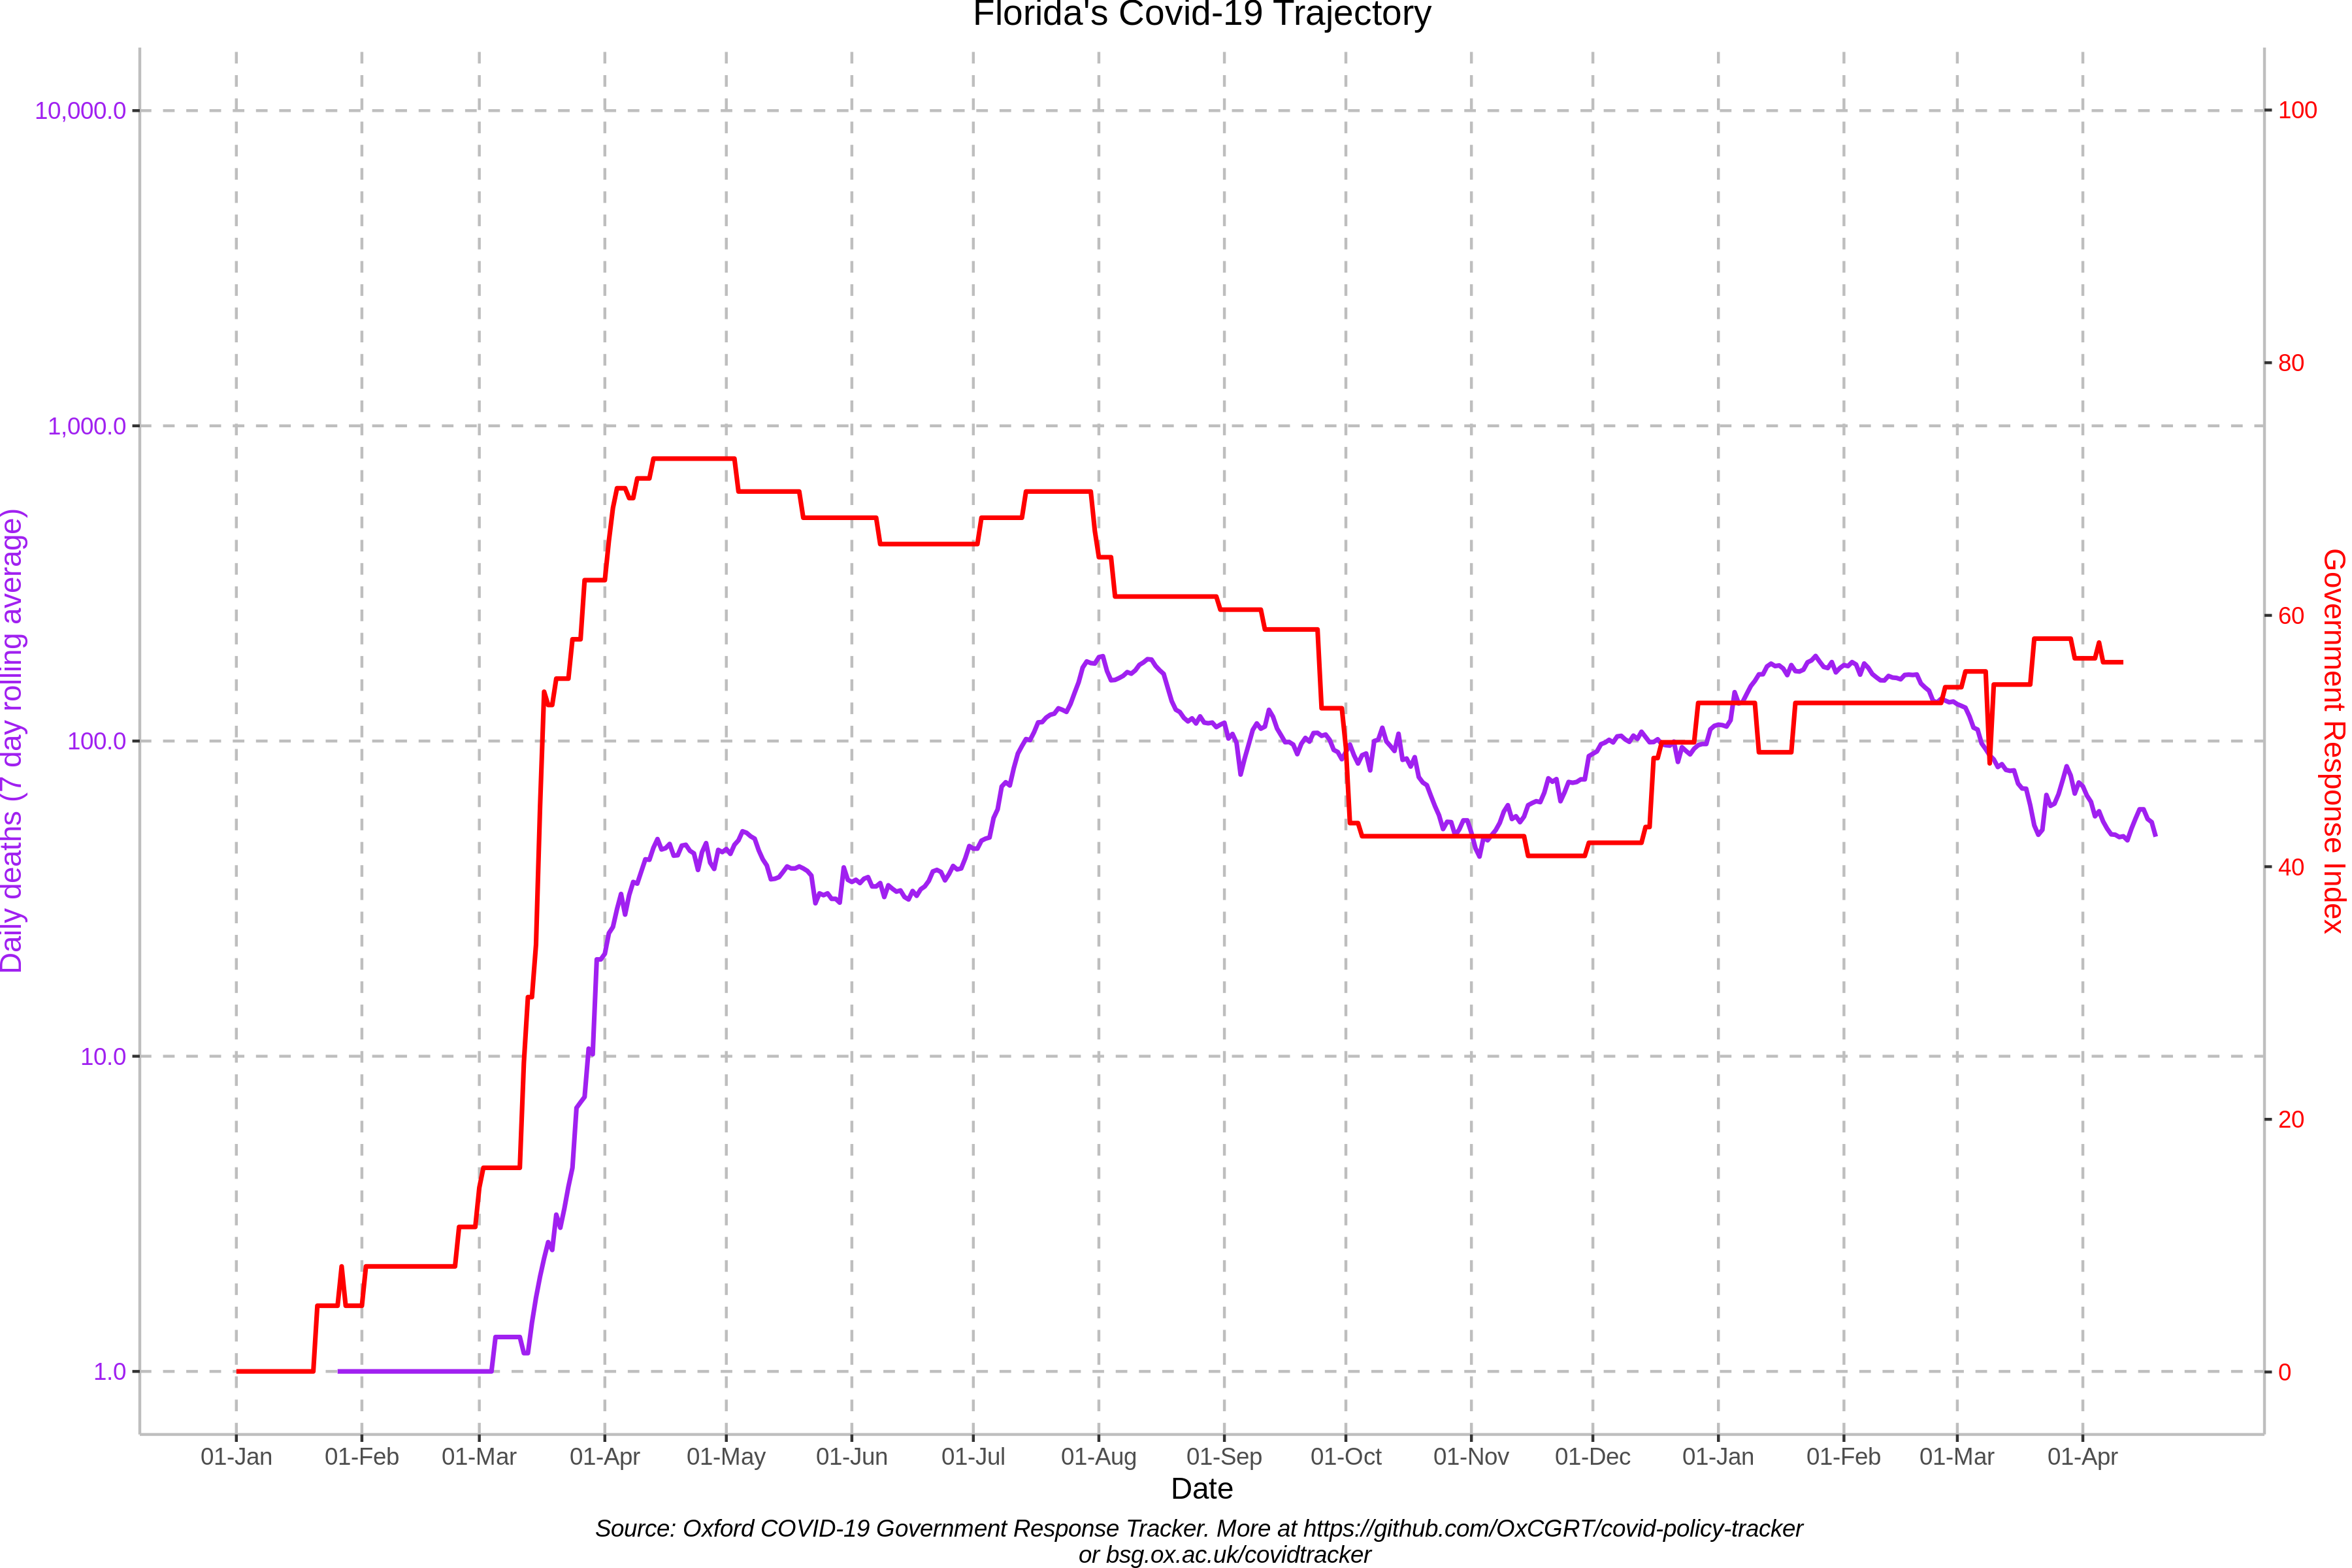 Florida's Covid-19 Trajectory
10,000.0
1,000.0
100.0
10.0
1.0
Daily deaths (7 day rolling average)
100
80
60
40
20
0
Government Response Index
01-Jan 01-Feb 01-Mar 01-Apr 01-May 01-Jun 01-Jul 01-Aug 01-Sep 01-Oct 01-Nov 01-Dec 01-Jan 01-Feb 01-Mar 01-Apr
Date
Source: Oxford COVID-19 Government Response Tracker. More at https://github.com/OxCGRT/covid-policy-tracker
or bsg.ox.ac.uk/covidtracker